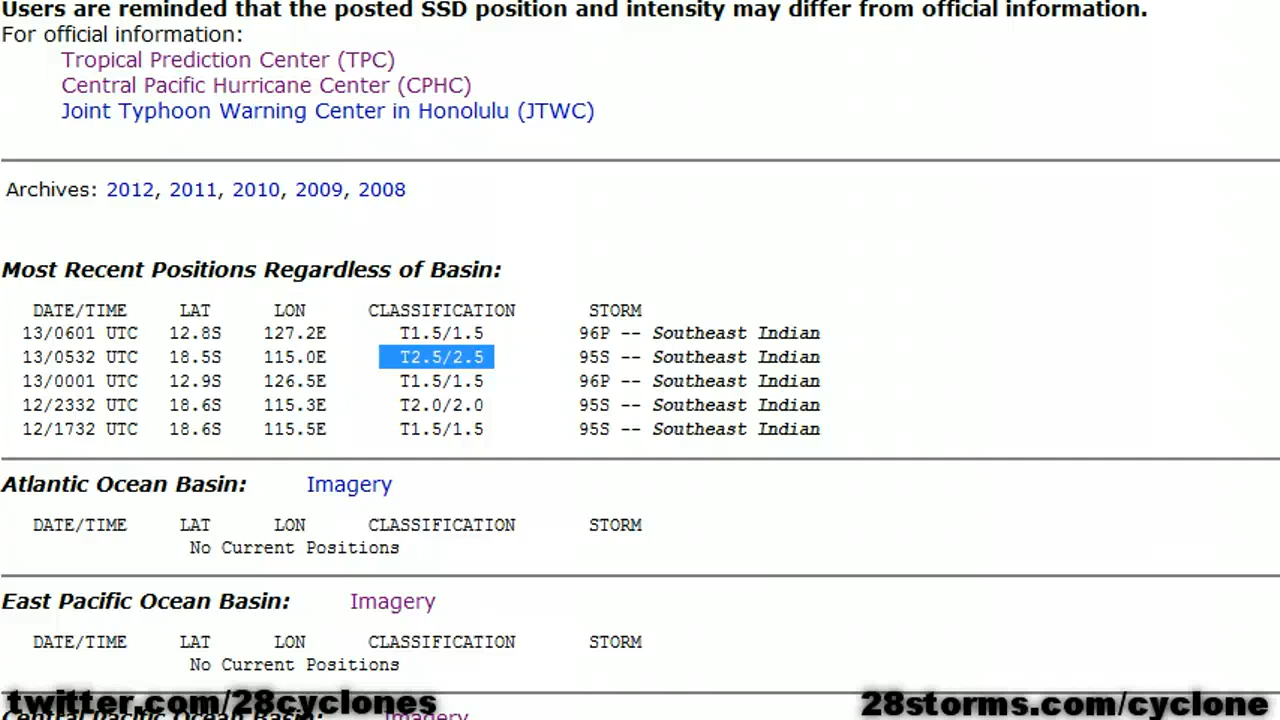 Users are reminded that the posted SSD position and intensity may differ from official information.
For official information:
Tropical Prediction Center (TPC)
Central Pacific Hurricane Center (CPHC)
Joint Typhoon Warning Center in Honolulu (JTWC)
Archives: 2012, 2011, 2010, 2009, 2008
Most Recent Positions Regardless of Basin:
DATE/TIME LAT LON CLASSIFICATION STORM
13/0601 UTC 12.8S 127.2E T1.5/1.5 96P -- Southeast Indian
13/0532 UTC 18.5S 115.0E T2.5/2.5 95S -- Southeast Indian
13/0001 UTC 12.9S 126.5E T1.5/1.5 96P -- Southeast Indian
12/2332 UTC 18.6S 115.3E T2.0/2.0 95S -- Southeast Indian
12/1732 UTC 18.6S 115.5E T1.5/1.5 95S -- Southeast Indian
Atlantic Ocean Basin: Imagery
DATE/TIME LAT LON CLASSIFICATION STORM
No Current Positions
East Pacific Ocean Basin: Imagery
DATE/TIME LAT LON CLASSIFICATION STORM
No Current Positions
twitter.com/28cyclones 28storms.com/cyclone
Central Pacific Ocean Basin: Imagery